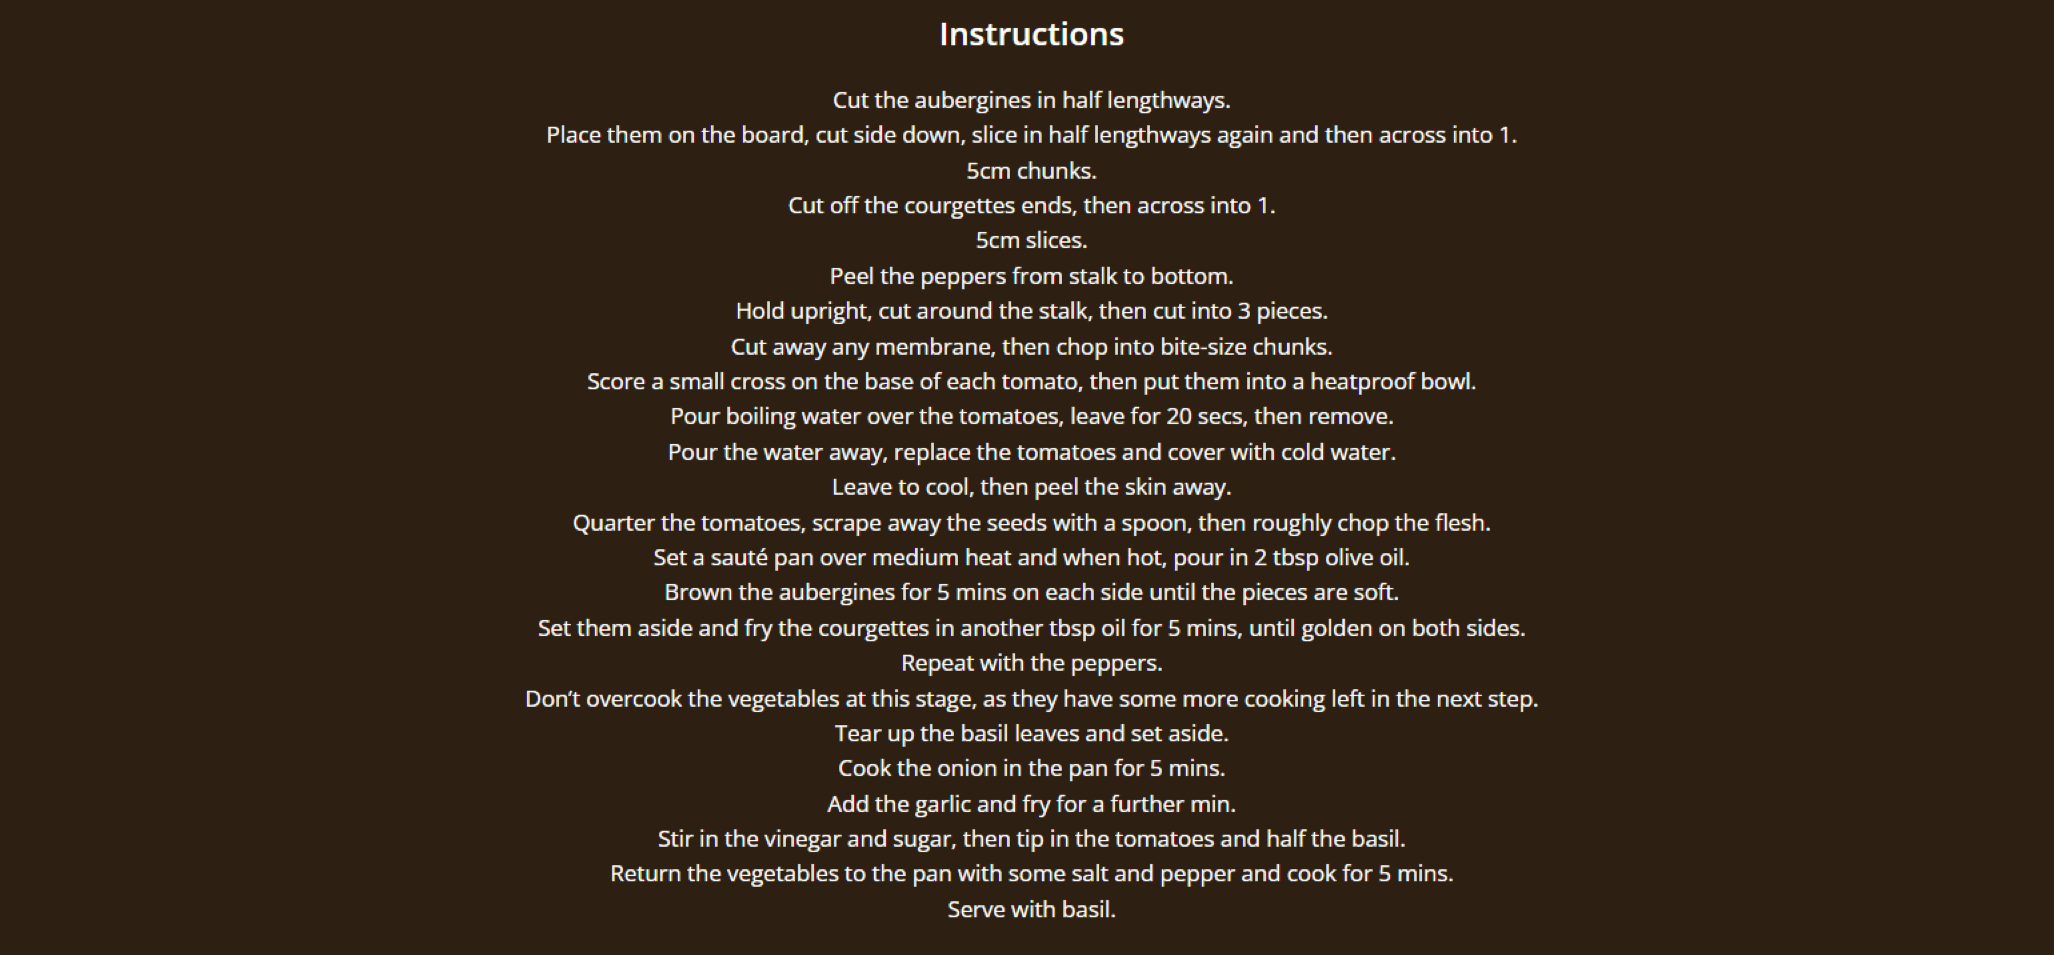 Instructions
Cut the aubergines in half lengthways.
Place them on the board, cut side down, slice in half lengthways again and then across into 1.
5cm chunks.
Cut off the courgettes ends, then across into 1.
5cm slices.
Peel the peppers from stalk to bottom.
Hold upright, cut around the stalk, then cut into 3 pieces.
Cut away any membrane, then chop into bite-size chunks.
Score a small cross on the base of each tomato, then put them into a heatproof bowl.
Pour boiling water over the tomatoes, leave for 20 secs, then remove.
Pour the water away, replace the tomatoes and cover with cold water.
Leave to cool, then peel the skin away.
Quarter the tomatoes, scrape away the seeds with a spoon, then roughly chop the flesh.
Set a sauté pan over medium heat and when hot, pour in 2 tbsp olive oil.
Brown the aubergines for 5 mins on each side until the pieces are soft.
Set them aside and fry the courgettes in another tbsp oil for 5 mins, until golden on both sides.
Repeat with the peppers.
Don’t overcook the vegetables at this stage, as they have some more cooking left in the next step.
Tear up the basil leaves and set aside.
Cook the onion in the pan for 5 mins.
Add the garlic and fry for a further min.
Stir in the vinegar and sugar, then tip in the tomatoes and half the basil.
Return the vegetables to the pan with some salt and pepper and cook for 5 mins.
Serve with basil.